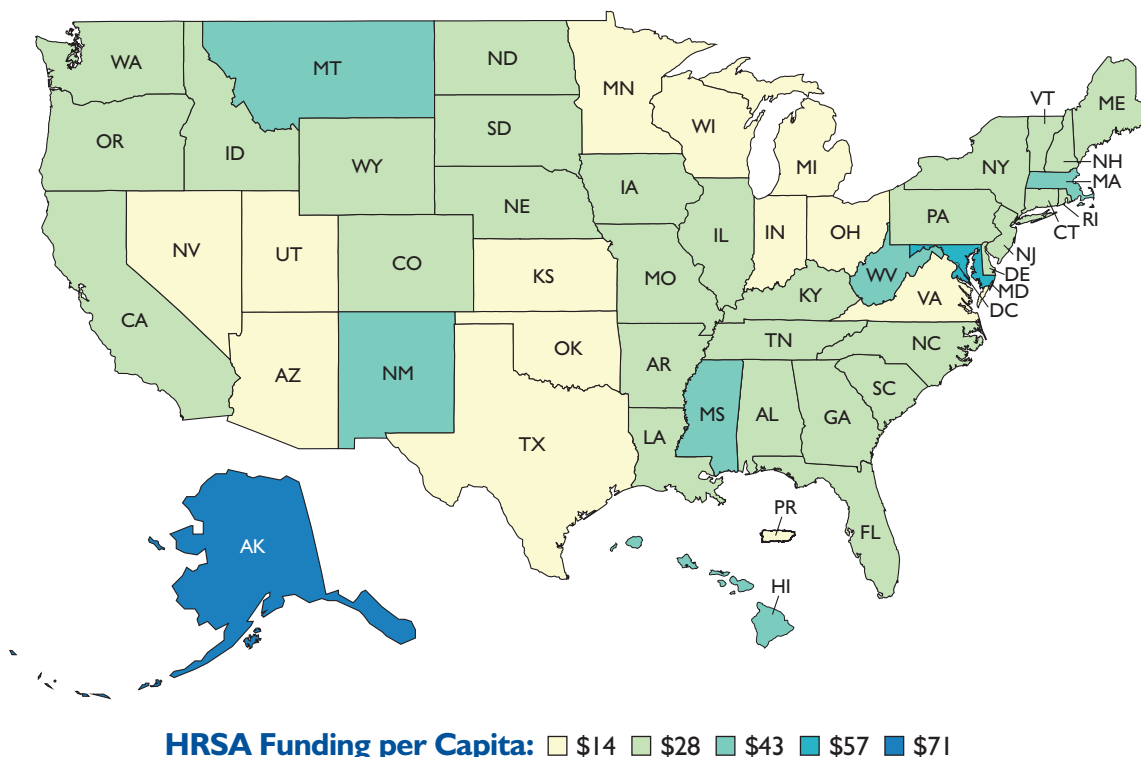 WA
MT
ND
MN
VT
ME
OR
ID
SD
WI
MI
NY
NH
MA
WY
IA
NE
PA
RI
CT
NV
UT
CO
KS
MO
IL
IN
OH
NJ
DE
WV
MD
VA
DC
CA
KY
AZ
NM
OK
AR
TN
NC
SC
MS
AL
GA
TX
LA
PR
FL
AK
HI
HRSA Funding per Capita: $14 $28 $43 $57 $71